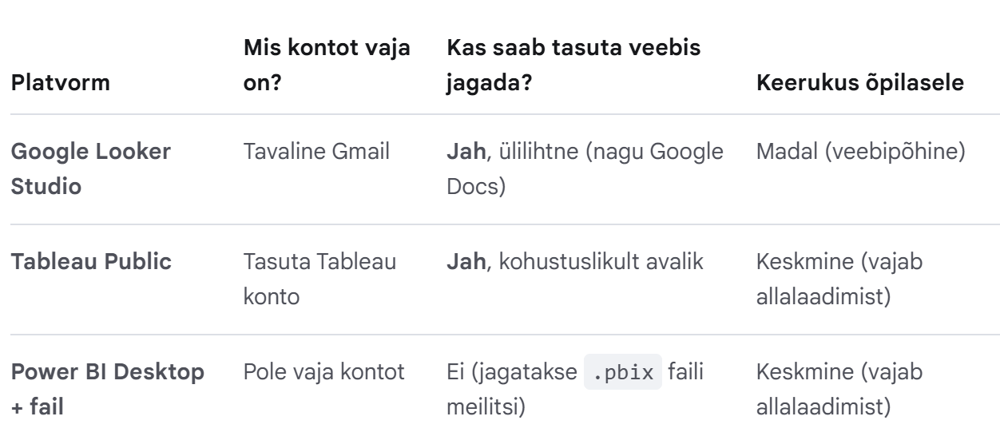 Platvorm
Mis kontot vaja
on?
Kas saab tasuta veebis
jagada?
Keerukus õpilasele
Google Looker
Studio
Tavaline Gmail
Jah, ülilihtne (nagu Google
Docs)
Madal (veebipõhine)
Tableau Public
Tasuta Tableau
konto
Jah, kohustuslikult avalik
Keskmine (vajab
allalaadimist)
Power BI Desktop
+ fail
Pole vaja kontot
Ei (jagatakse .pbix faili
meilitsi)
Keskmine (vajab
allalaadimist)